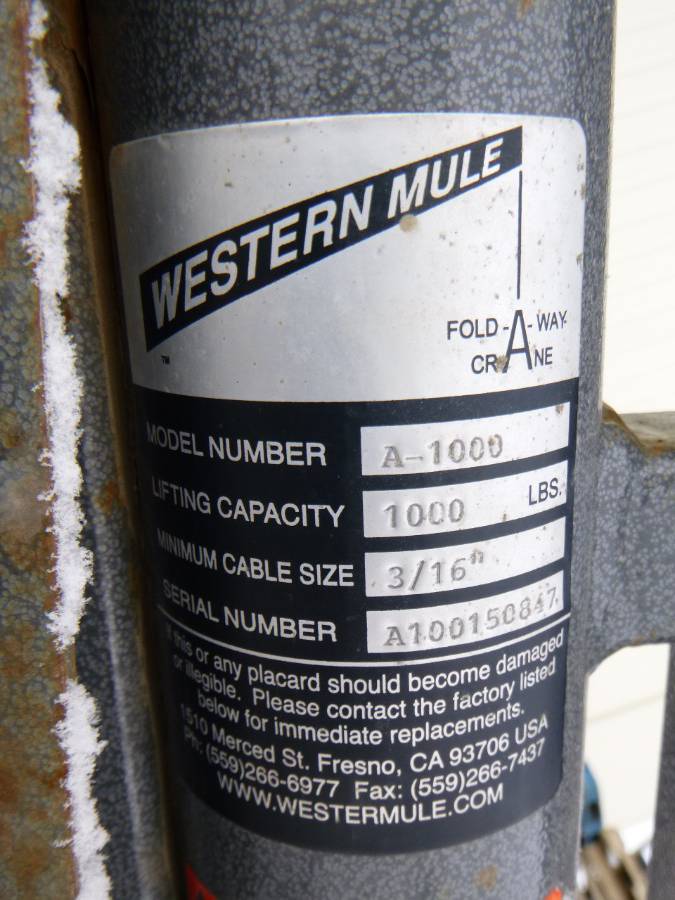 WESTERN MULE
™
FOLD-A-WAY
CRANE
MODEL NUMBER A-1000
LIFTING CAPACITY 1000 LBS.
MINIMUM CABLE SIZE 3/16"
SERIAL NUMBER A100150847
If this or any placard should become damaged
or illegible. Please contact the factory listed
below for immediate replacements.
1510 Merced St. Fresno, CA 93706 USA
Ph: (559)266-6977 Fax: (559)266-7437
WWW.WESTERMULE.COM